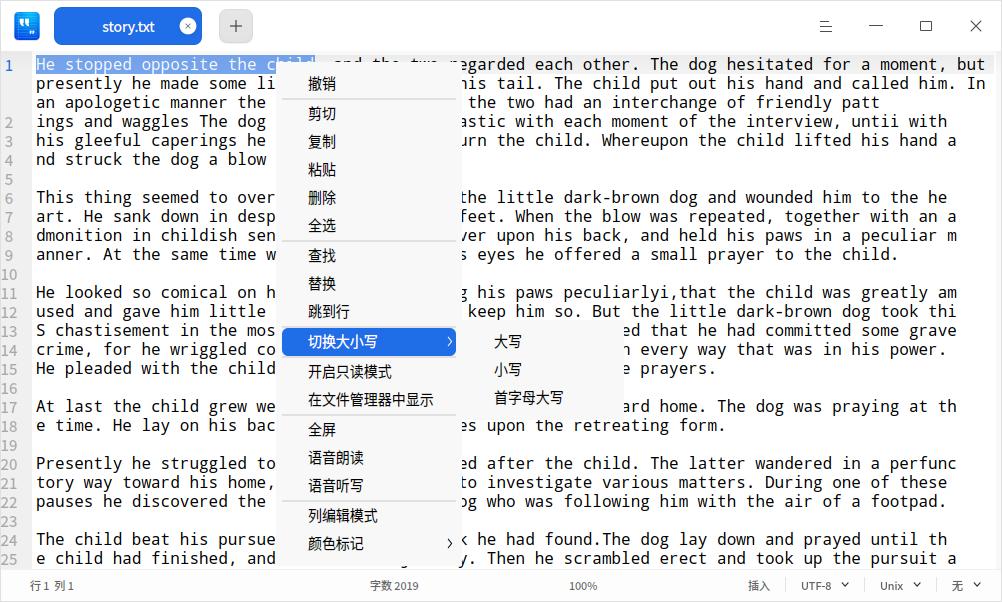 story.txt
1 He stopped opposite the child, and the two regarded each other. The dog hesitated for a moment, but
presently he made some li his tail. The child put out his hand and called him. In
an apologetic manner the the two had an interchange of friendly patt
2 ings and waggles The dog astic with each moment of the interview, untii with
3 his gleeful caperings he urn the child. Whereupon the child lifted his hand a
4 nd struck the dog a blow
5
6 This thing seemed to over the little dark-brown dog and wounded him to the he
7 art. He sank down in desp feet. When the blow was repeated, together with an a
8 dmonition in childish sen ver upon his back, and held his paws in a peculiar m
9 anner. At the same time w s eyes he offered a small prayer to the child.
10
11 He looked so comical on h g his paws peculiarlyi,that the child was greatly am
12 used and gave him little keep him so. But the little dark-brown dog took thi
13 S chastisement in the mos ed that he had committed some grave
14 crime, for he wriggled co n every way that was in his power.
15 He pleaded with the child e prayers.
16
17 At last the child grew we ard home. The dog was praying at th
18 e time. He lay on his bac es upon the retreating form.
19
20 Presently he struggled to ed after the child. The latter wandered in a perfunc
21 tory way toward his home, to investigate various matters. During one of these
22 pauses he discovered the og who was following him with the air of a footpad.
23
24 The child beat his pursue k he had found.The dog lay down and prayed until th
25 e child had finished, and y. Then he scrambled erect and took up the pursuit a
撤销
剪切
复制
粘贴
删除
全选
查找
替换
跳到行
切换大小写
开启只读模式
在文件管理器中显示
全屏
语音朗读
语音听写
列编辑模式
颜色标记
大写
小写
首字母大写
行 1 列 1 字数 2019 100% 插入 UTF-8 Unix 无